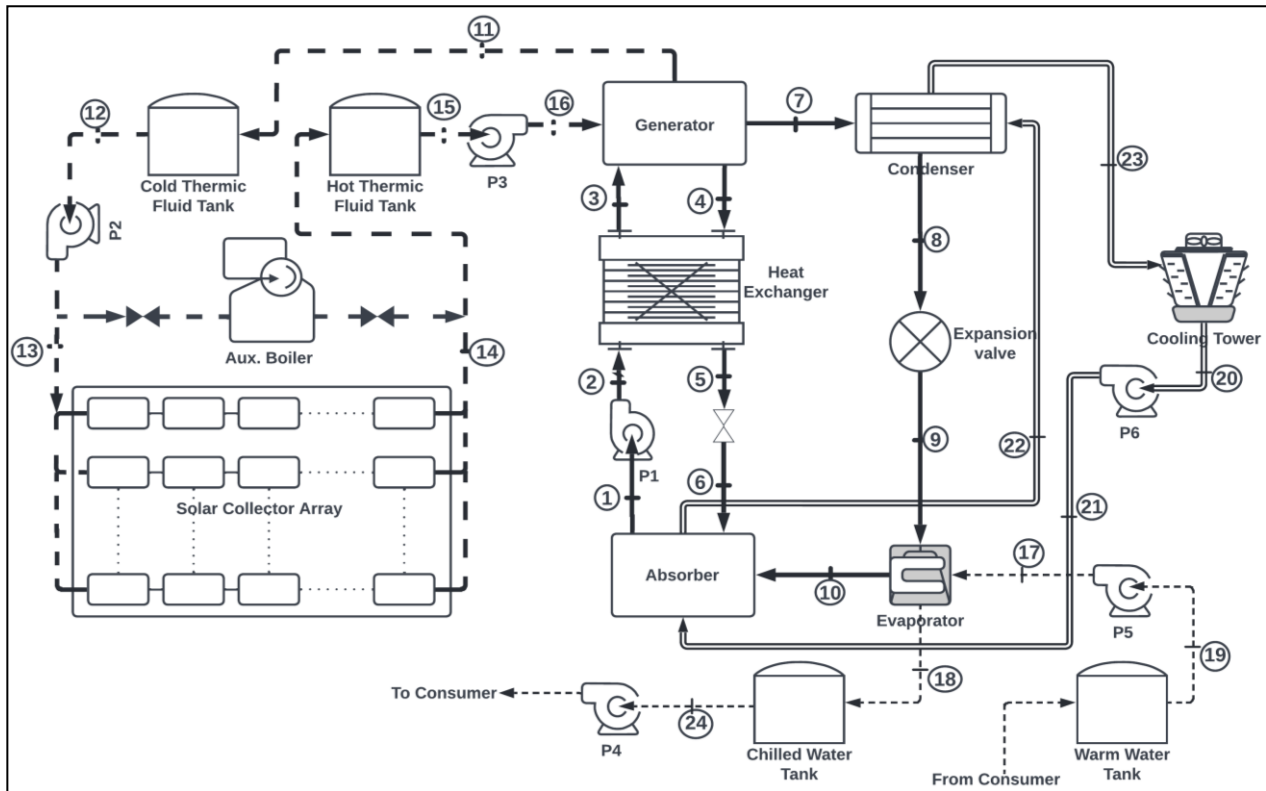 11
12
15
16
7
Generator
Condenser
23
Cold Thermic
Fluid Tank
Hot Thermic
Fluid Tank
P3
P2
3
4
8
Heat
Exchanger
Expansion
valve
Cooling Tower
Aux. Boiler
13
14
2
5
20
P6
9
22
P1
1
6
21
Solar Collector Array
Absorber
10
17
Evaporator
P5
19
18
To Consumer
24
P4
Chilled Water
Tank
Warm Water
Tank
From Consumer